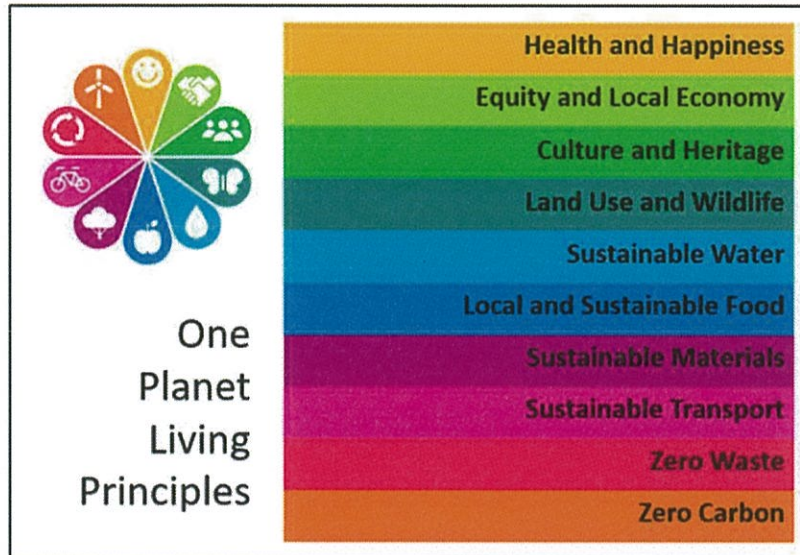 One
Planet
Living
Principles
Health and Happiness
Equity and Local Economy
Culture and Heritage
Land Use and Wildlife
Sustainable Water
Local and Sustainable Food
Sustainable Materials
Sustainable Transport
Zero Waste
Zero Carbon